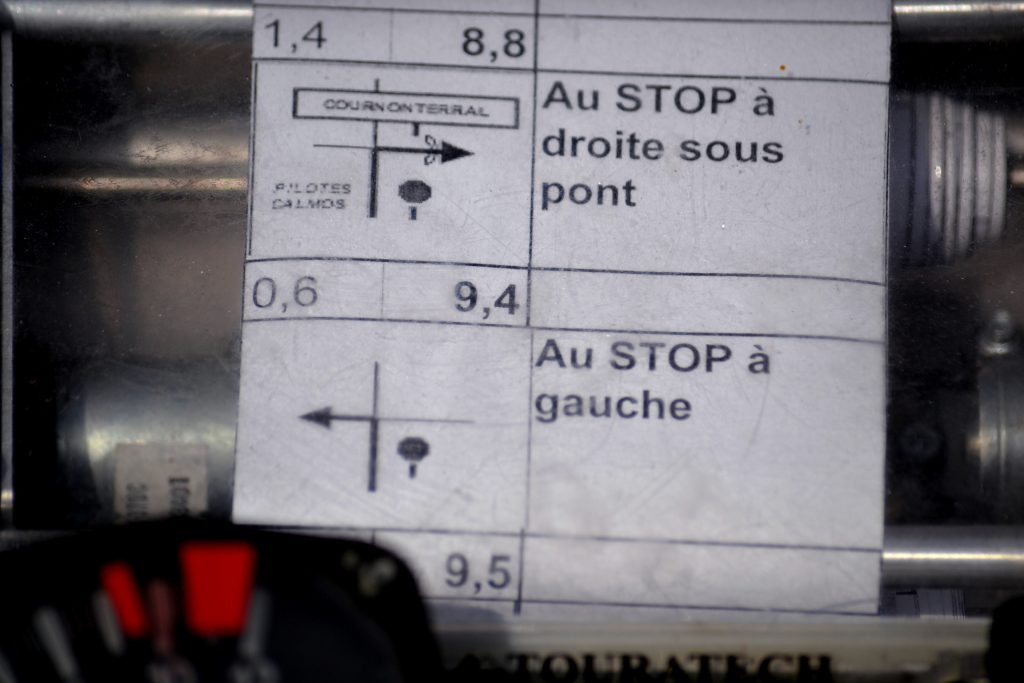 1,4 8,8
COURNONTERRAL
PILOTES
CALMOS
Au STOP à
droite sous
pont
0,6 9,4
Au STOP à
gauche
9,5
TOURATECH